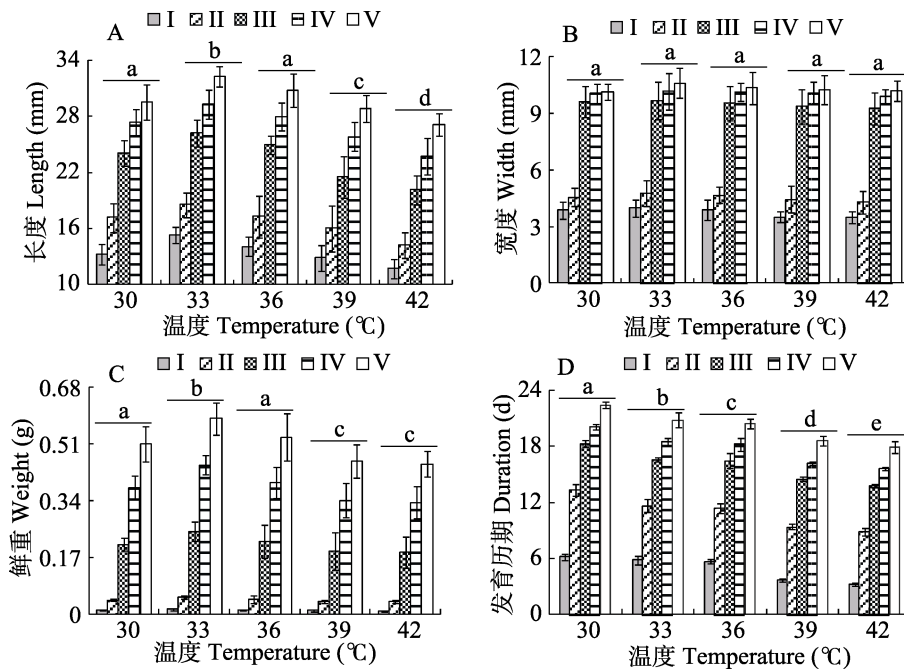 A
I II III IV V
长度 Length (mm)
34
28
22
16
10
a
b
a
c
d
30 33 36 39 42
温度 Temperature (℃)
B
I II III IV V
宽度 Width (mm)
12
9
6
3
0
a
a
a
a
a
30 33 36 39 42
温度 Temperature (℃)
C
I II III IV V
鲜重 Weight (g)
0.68
0.51
0.34
0.17
0
a
b
a
c
c
30 33 36 39 42
温度 Temperature (℃)
D
I II III IV V
发育历期 Duration (d)
24
18
12
6
0
a
b
c
d
e
30 33 36 39 42
温度 Temperature (℃)